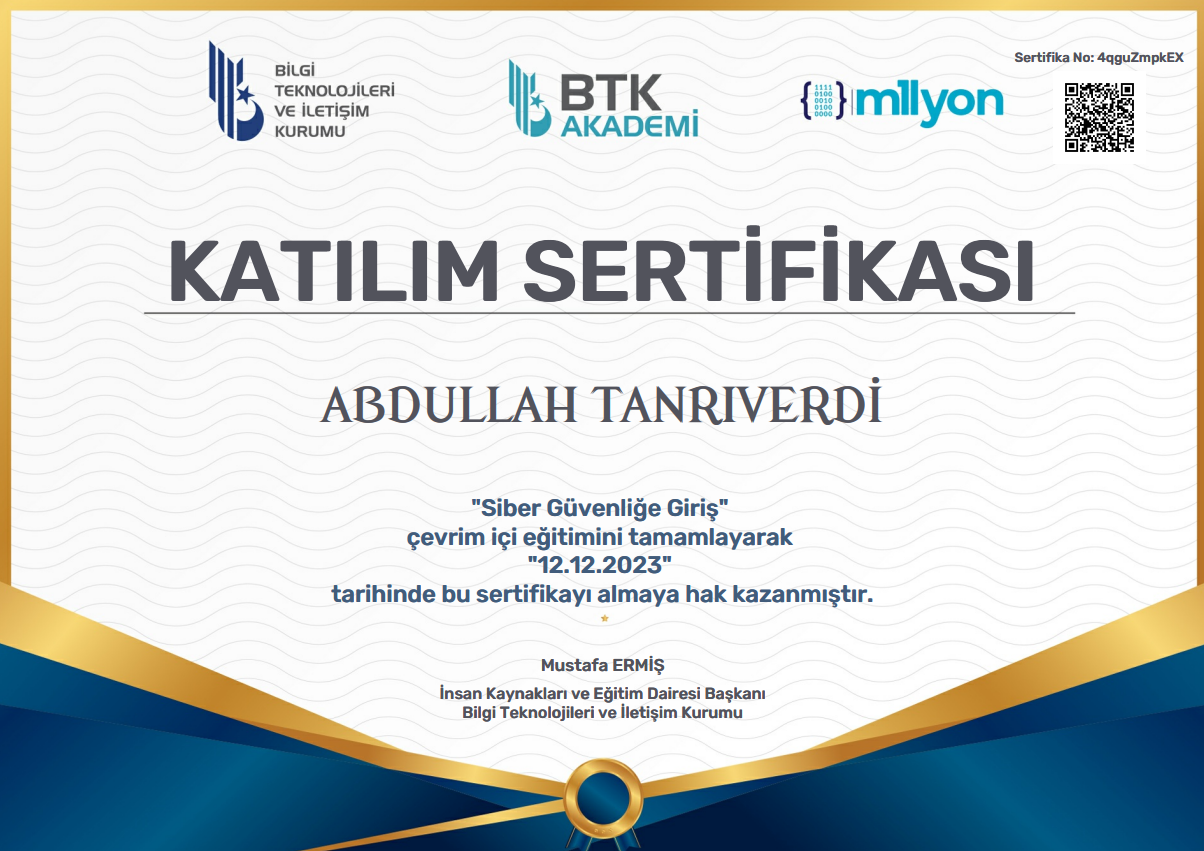 BİLGİ
TEKNOLOJİLERİ
VE İLETİŞİM
KURUMU
BTK
AKADEMİ
1111
0100
0010
0100
0000
m1lyon
Sertifika No: 4qguZmpkEX
KATILIM SERTİFİKASI
ABDULLAH TANRIVERDİ
"Siber Güvenliğe Giriş"
çevrim içi eğitimini tamamlayarak
"12.12.2023"
tarihinde bu sertifikayı almaya hak kazanmıştır.
Mustafa ERMİŞ
İnsan Kaynakları ve Eğitim Dairesi Başkanı
Bilgi Teknolojileri ve İletişim Kurumu